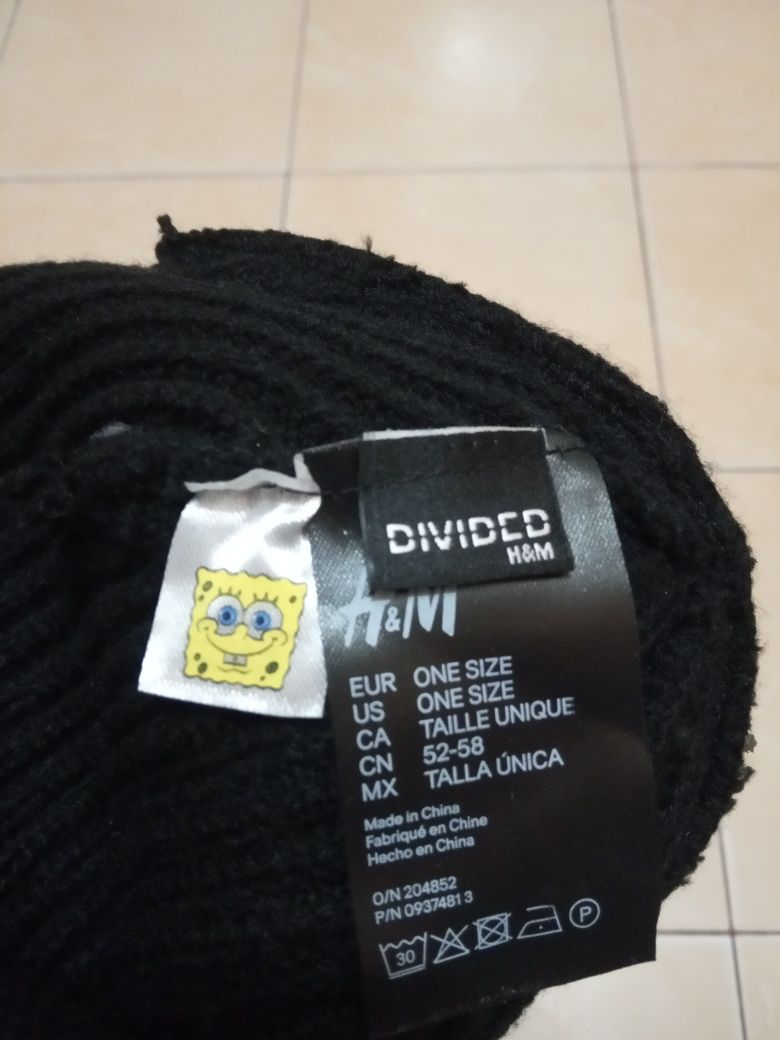 DIVIDED
H&M
H&M
EUR ONE SIZE
US ONE SIZE
CA TAILLE UNIQUE
CN 52-58
MX TALLA ÚNICA
Made in China
Fabriqué en Chine
Hecho en China
O/N 204852
P/N 0937481 3
30
P